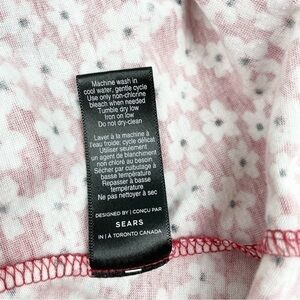 Machine wash in
cool water, gentle cycle
Use only non-chlorine
bleach when needed
Tumble dry low
Iron on low
Do not dry-clean
Laver à la machine à
l'eau froide; cycle délicat
Utiliser seulement
un agent de blanchiment
non chlore au besoin
Sécher par culbutage à
basse température
Repasser à basse
température
Ne pas nettoyer à sec
DESIGNED BY | CONÇU PAR
SEARS
IN | À TORONTO CANADA